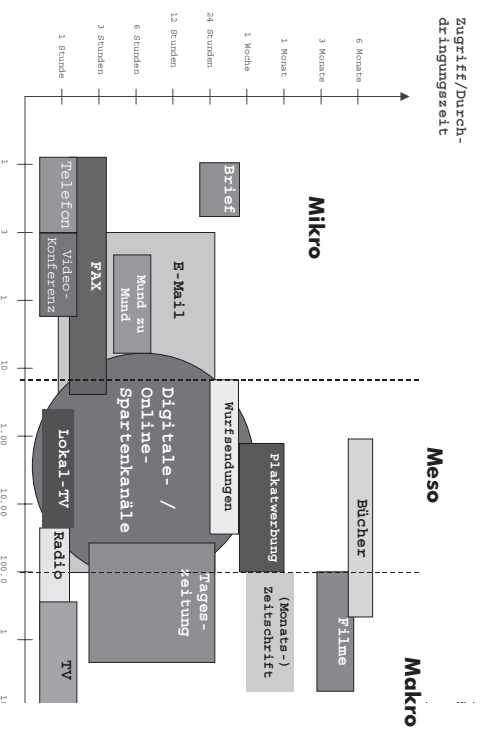 Zugriff/Durch-
dringungszeit
6 Monate
3 Monate
1 Monat
1 Woche
24 Stunden
12 Stunden
6 Stunden
3 Stunden
1 Stunde
Mikro
Meso
Makro
Brief
E-Mail
Mund zu
Mund
FAX
Telefon
Video-
Konferenz
Bücher
Plakatwerbung
Wurfsendungen
Digitale- /
Online-
Spartenkanäle
Lokal-TV
Filme
(Monats-)
Zeitschrift
Tages-
zeitung
Radio
TV
1
3
1
10
1.00
10.00
100.0
1